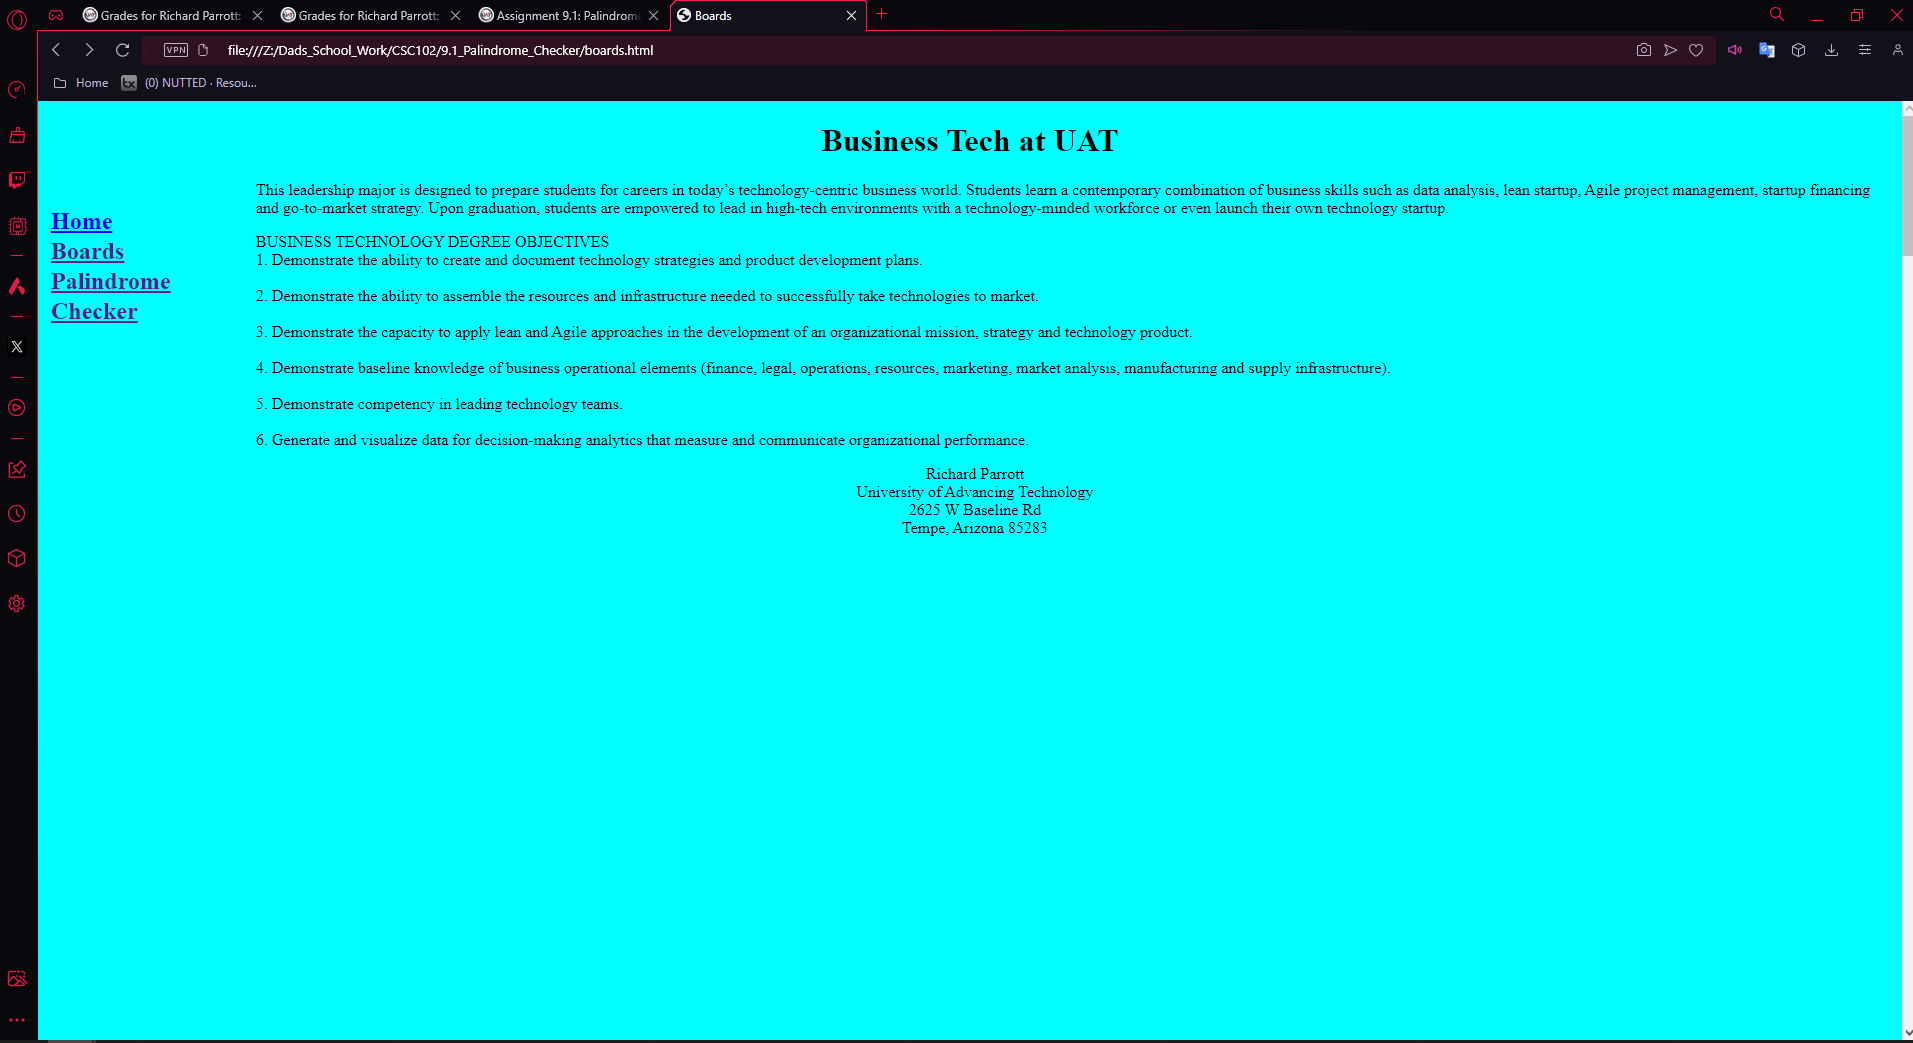 Grades for Richard Parrott:
Grades for Richard Parrott:
Assignment 9.1: Palindrome
Boards
VPN
file:///Z:/Dads_School_Work/CSC102/9.1_Palindrome_Checker/boards.html
Home
tx
(0) NUTTED · Resou...
Business Tech at UAT
Home
Boards
Palindrome
Checker
This leadership major is designed to prepare students for careers in today’s technology-centric business world. Students learn a contemporary combination of business skills such as data analysis, lean startup, Agile project management, startup financing
and go-to-market strategy. Upon graduation, students are empowered to lead in high-tech environments with a technology-minded workforce or even launch their own technology startup.
BUSINESS TECHNOLOGY DEGREE OBJECTIVES
1. Demonstrate the ability to create and document technology strategies and product development plans.
2. Demonstrate the ability to assemble the resources and infrastructure needed to successfully take technologies to market.
3. Demonstrate the capacity to apply lean and Agile approaches in the development of an organizational mission, strategy and technology product.
4. Demonstrate baseline knowledge of business operational elements (finance, legal, operations, resources, marketing, market analysis, manufacturing and supply infrastructure).
5. Demonstrate competency in leading technology teams.
6. Generate and visualize data for decision-making analytics that measure and communicate organizational performance.
Richard Parrott
University of Advancing Technology
2625 W Baseline Rd
Tempe, Arizona 85283